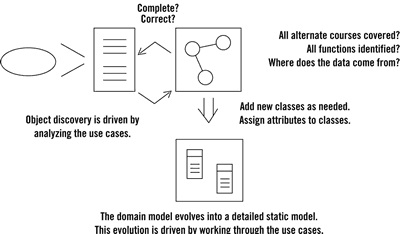 Complete?
Correct?
All alternate courses covered?
All functions identified?
Where does the data come from?
Object discovery is driven by
analyzing the use cases.
Add new classes as needed.
Assign attributes to classes.
The domain model evolves into a detailed static model.
This evolution is driven by working through the use cases.